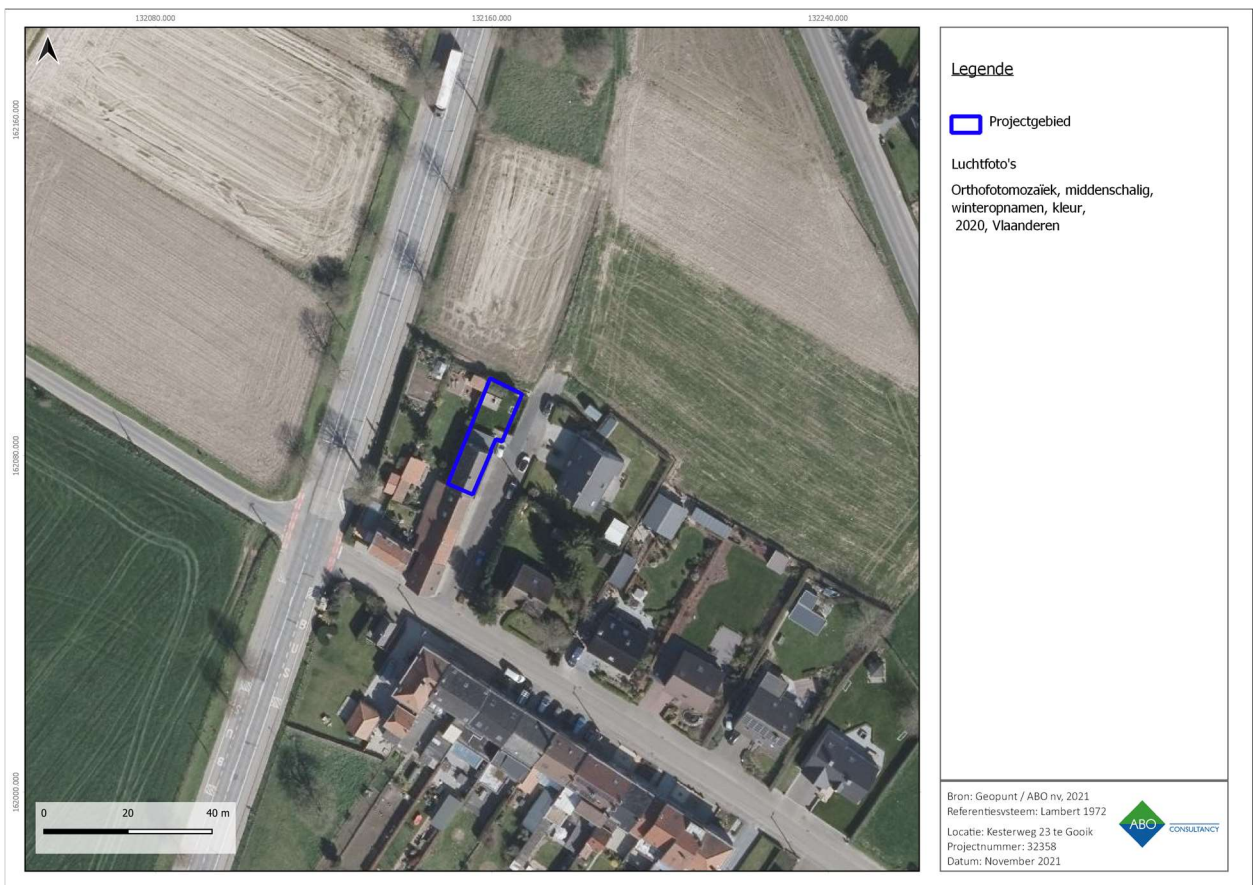 132080.000
132160.000
132240.000
162160.000
162080.000
162000.000
0 20 40 m
Legende
Projectgebied
Luchtfoto's
Orthofotomozaïek, middenschalig,
winteropnamen, kleur,
2020, Vlaanderen
Bron: Geopunt / ABO nv, 2021
Referentiesysteem: Lambert 1972
Locatie: Kesterweg 23 te Gooik
Projectnummer: 32358
Datum: November 2021
ABO CONSULTANCY